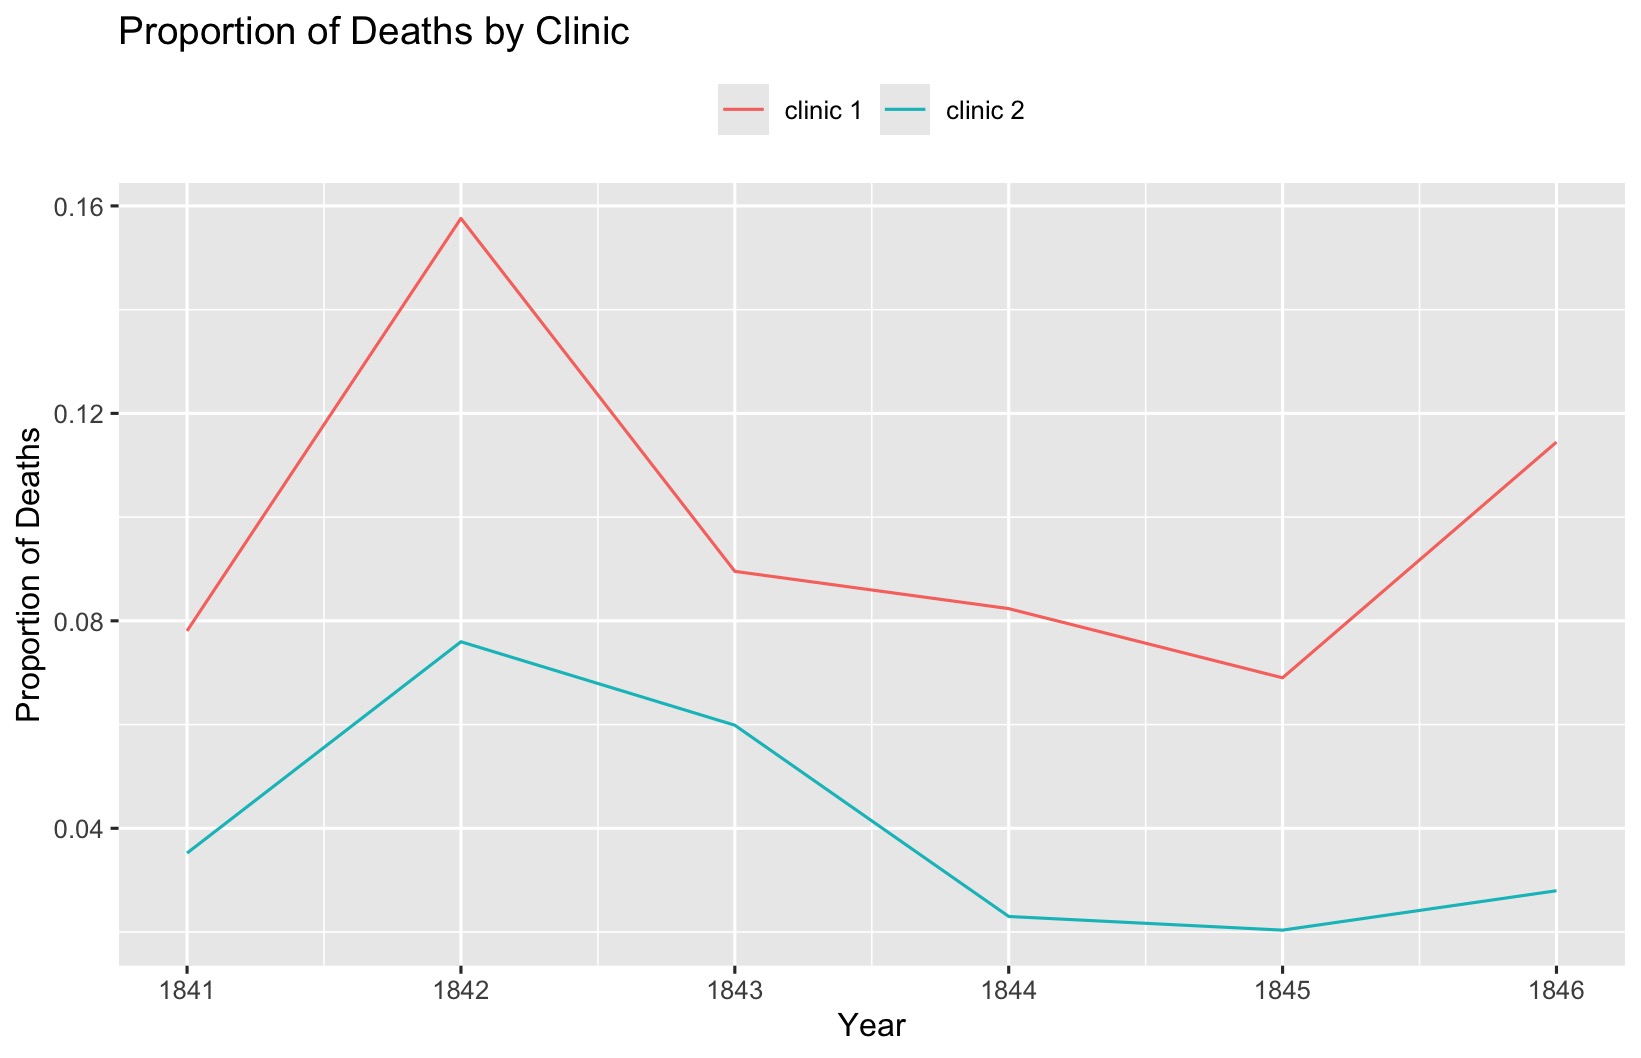 Proportion of Deaths by Clinic
clinic 1 clinic 2
Proportion of Deaths
0.16
0.12
0.08
0.04
1841 1842 1843 1844 1845 1846
Year